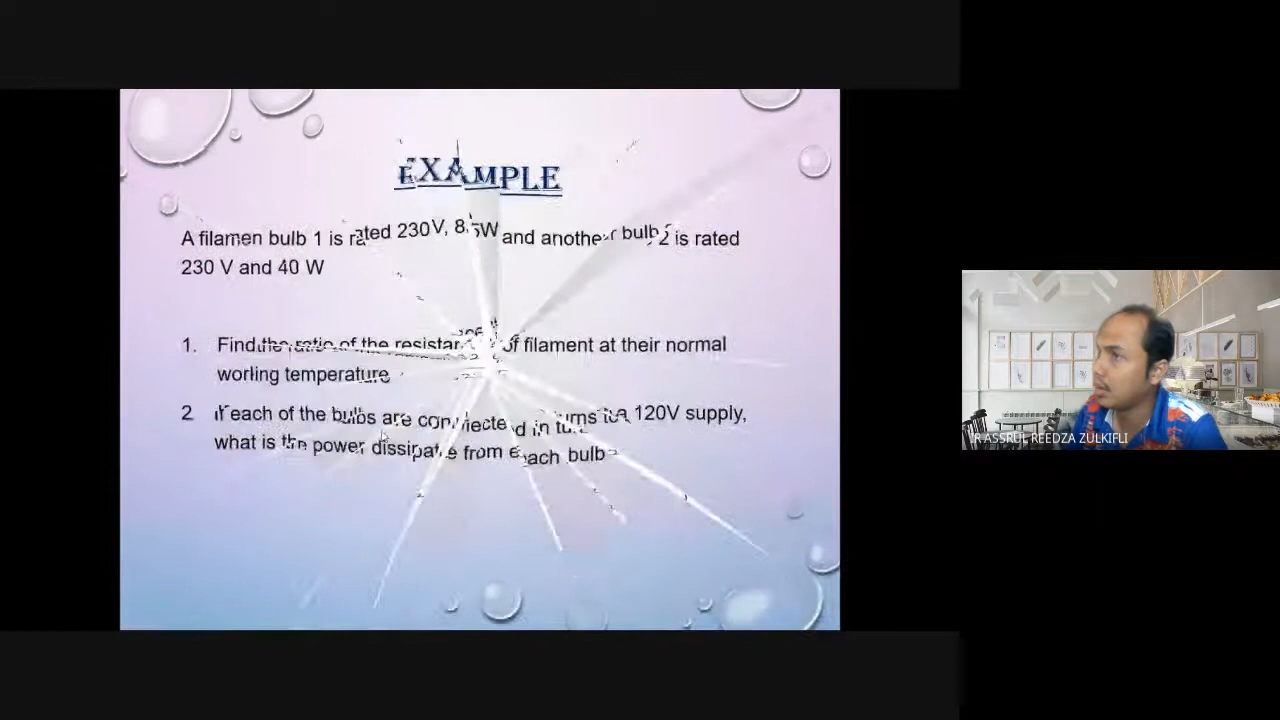 EXAMPLE
A filamen bulb 1 is rated 230V, 8.5W and another bulb 2 is rated
230 V and 40 W
1. Find the ratio of the resistance of filament at their normal
worling temperature
2 If each of the bulbs are connected in turns to a 120V supply,
what is the power dissipate from each bulb
R ASSRUL REEDZA ZULKIFLI